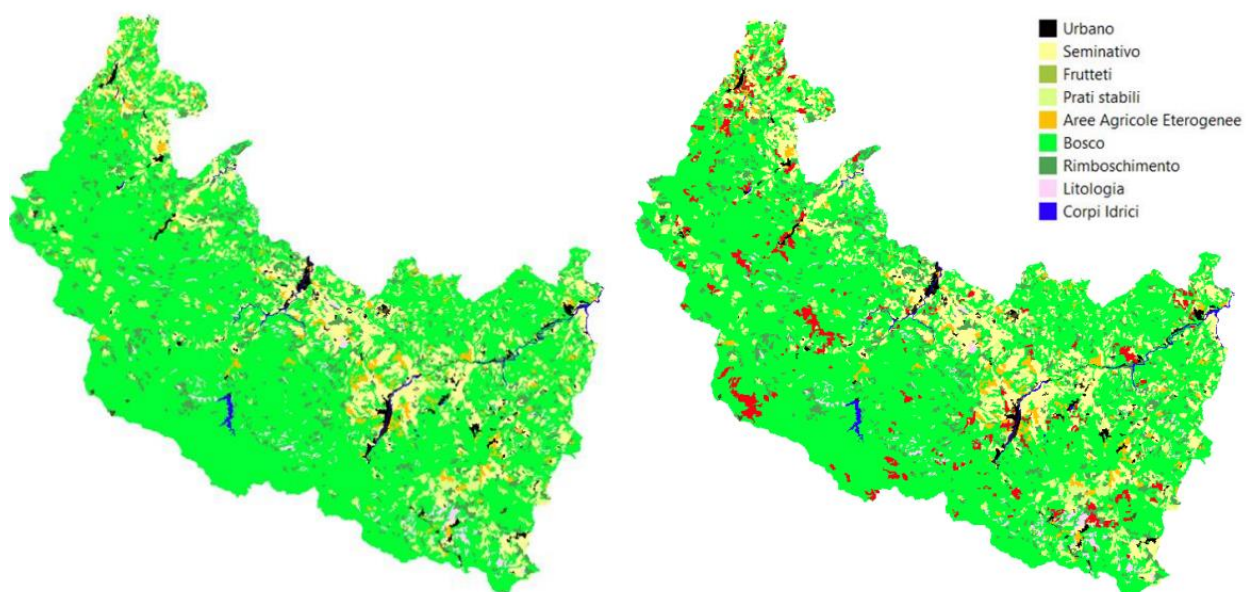 Urbano
Seminativo
Frutteti
Prati stabili
Aree Agricole Eterogenee
Bosco
Rimboschimento
Litologia
Corpi Idrici